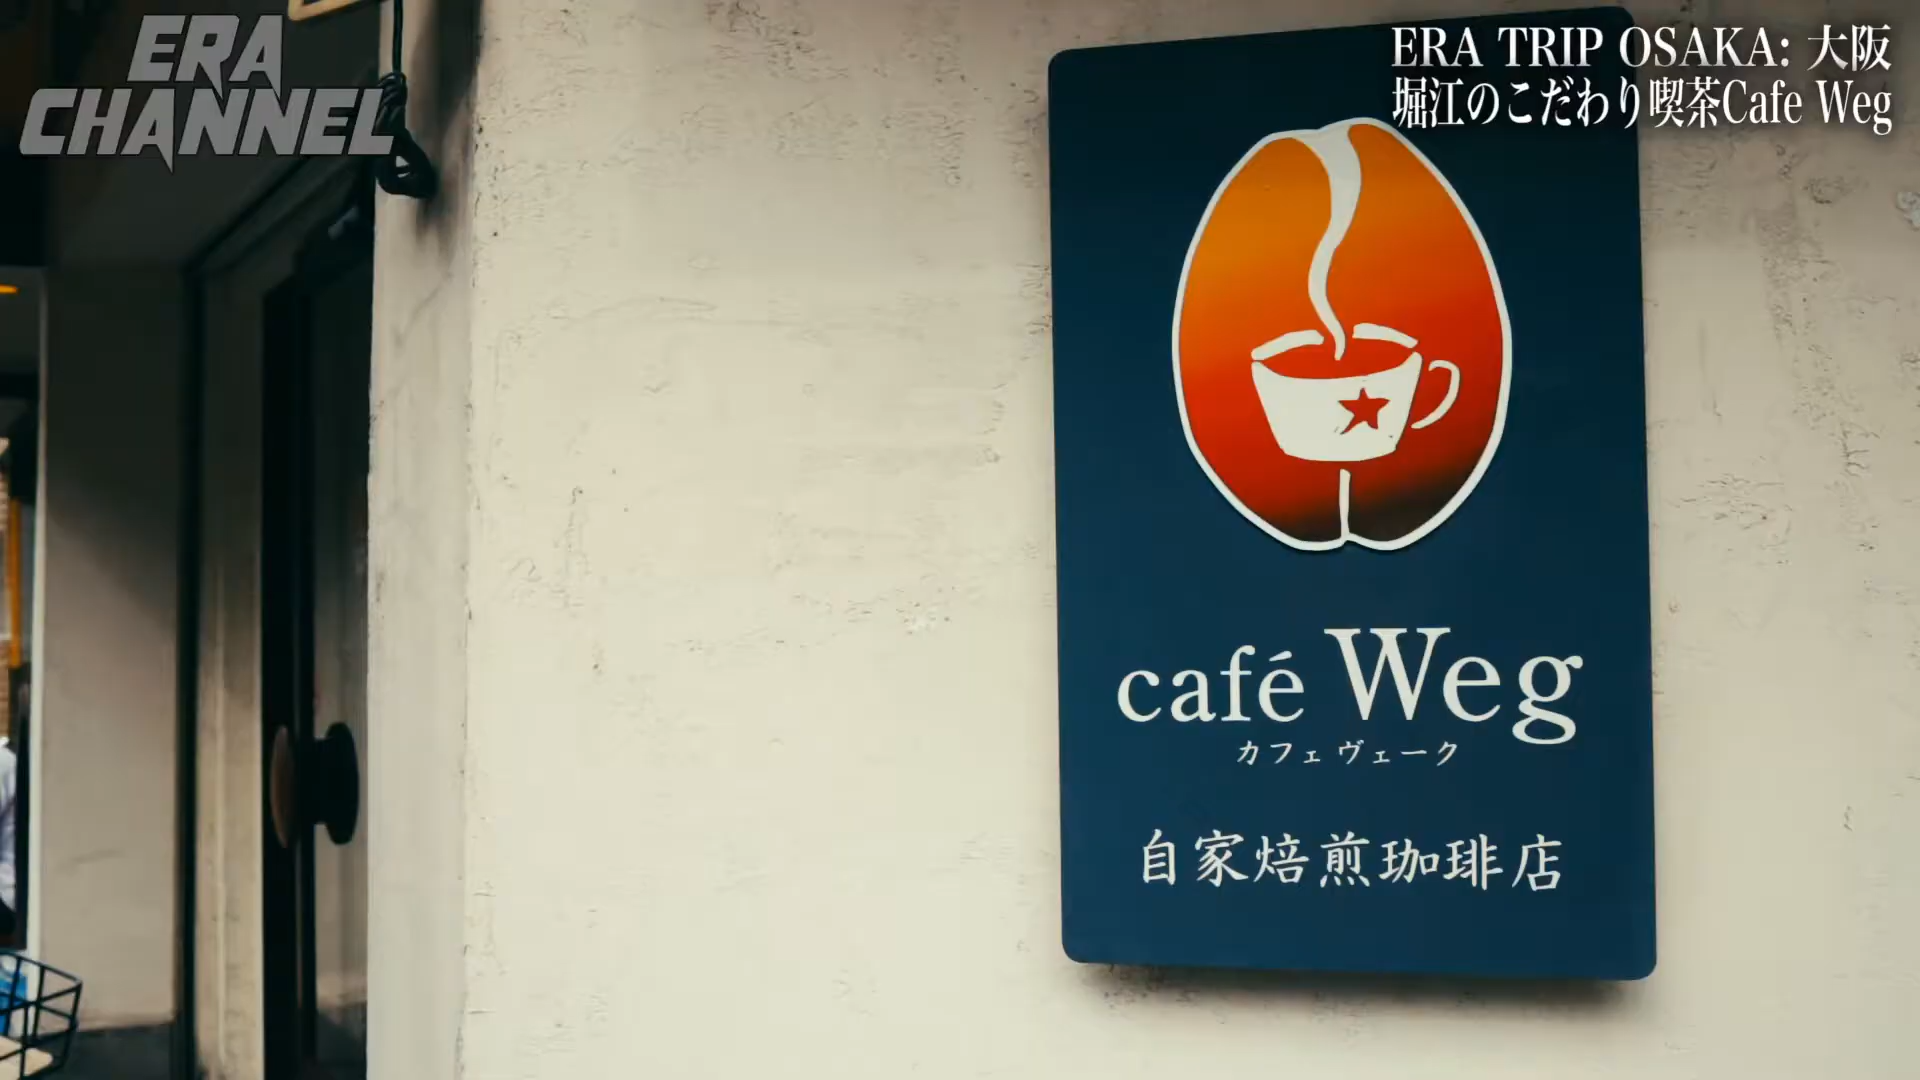 ERA
CHANNEL
ERA TRIP OSAKA: 大阪
堀江のこだわり喫茶Cafe Weg
café Weg
カフェ ヴェーク
自家焙煎珈琲店